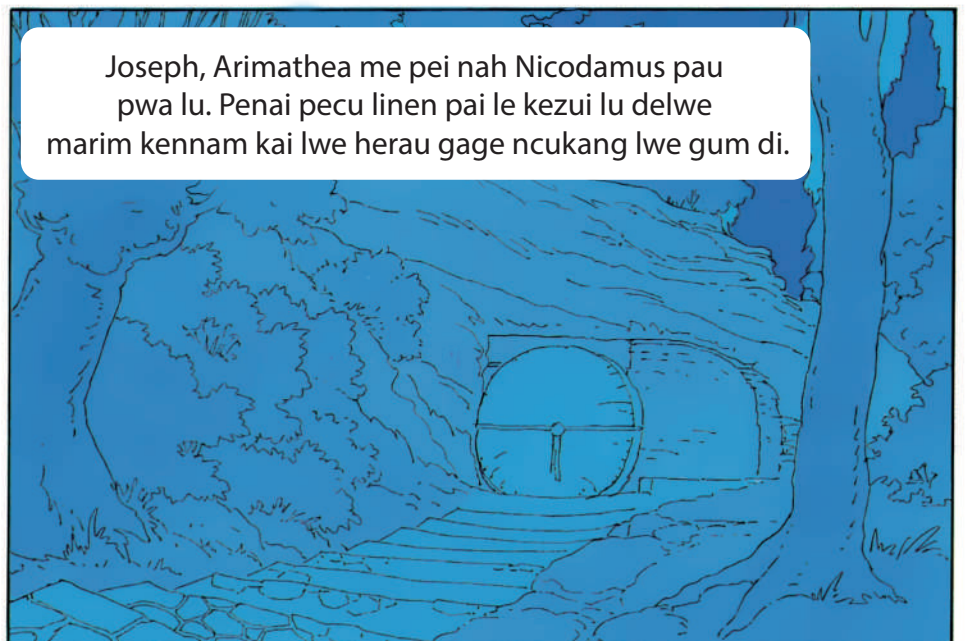 Joseph, Arimathea me pei nah Nicodamus pau
pwa lu. Penai pecu linen pai le kezui lu delwe
marim kennam kai lwe herau gage ncukang lwe gum di.